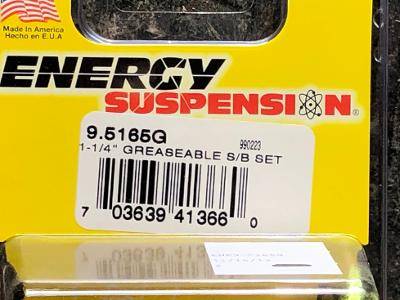 Made In America
Hecho en E.U.A
ENERGY
SUSPENSION®
9.5165G
990223
1-1/4" GREASEABLE S/B SET
7 03639 41366 0